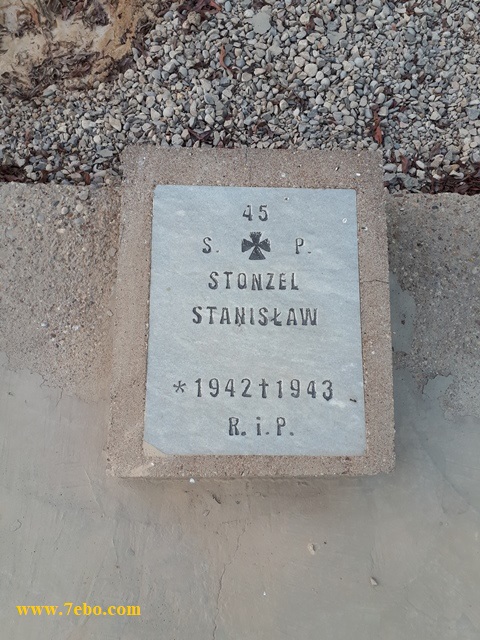 45
S. P.
STONZEL
STANISŁAW
*1942†1943
R.i.P.
www.7ebo.com